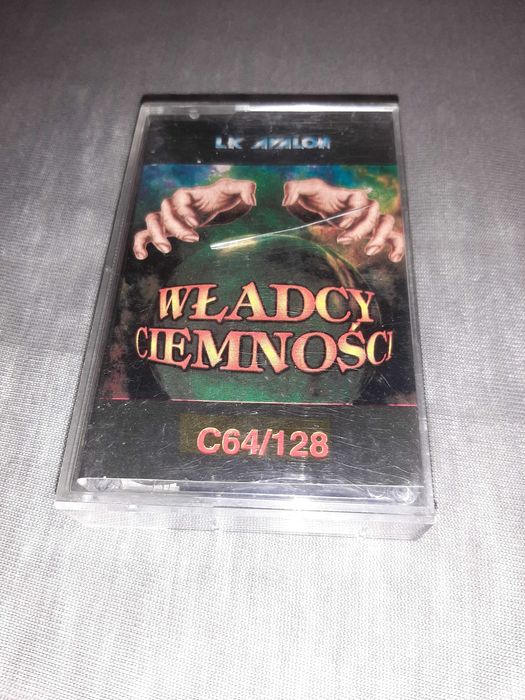 LK AVALON
WŁADCY
CIEMNOŚCI
C64/128